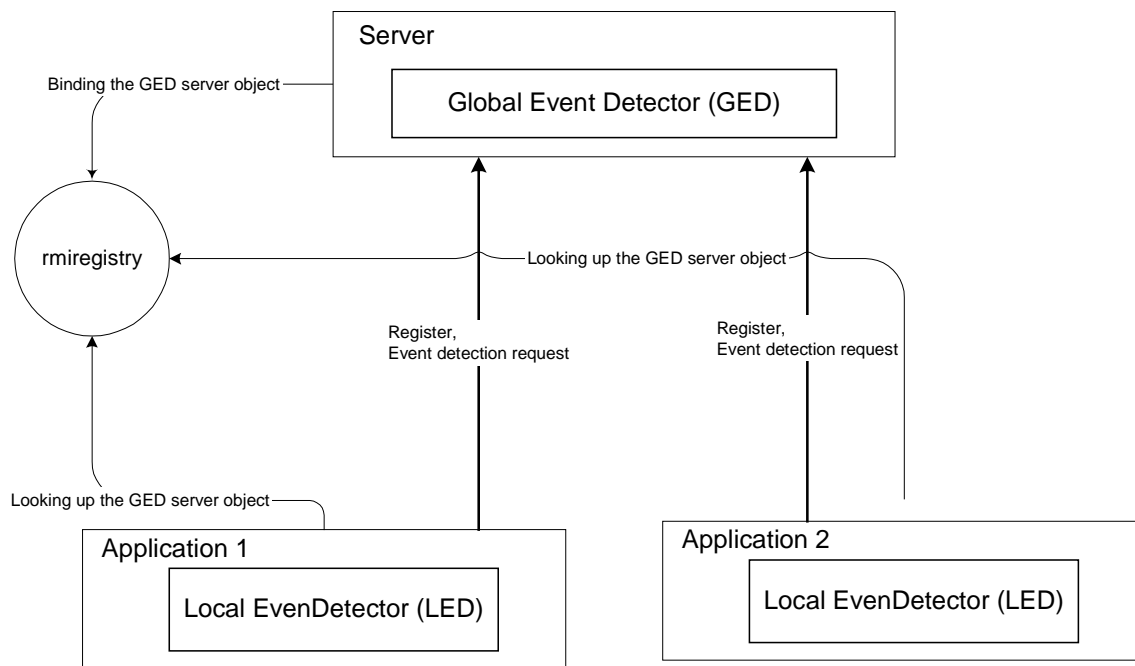 Server
Binding the GED server object
Global Event Detector (GED)
rmiregistry
Looking up the GED server object
Register,
Event detection request
Register,
Event detection request
Looking up the GED server object
Application 1
Application 2
Local EvenDetector (LED)
Local EvenDetector (LED)